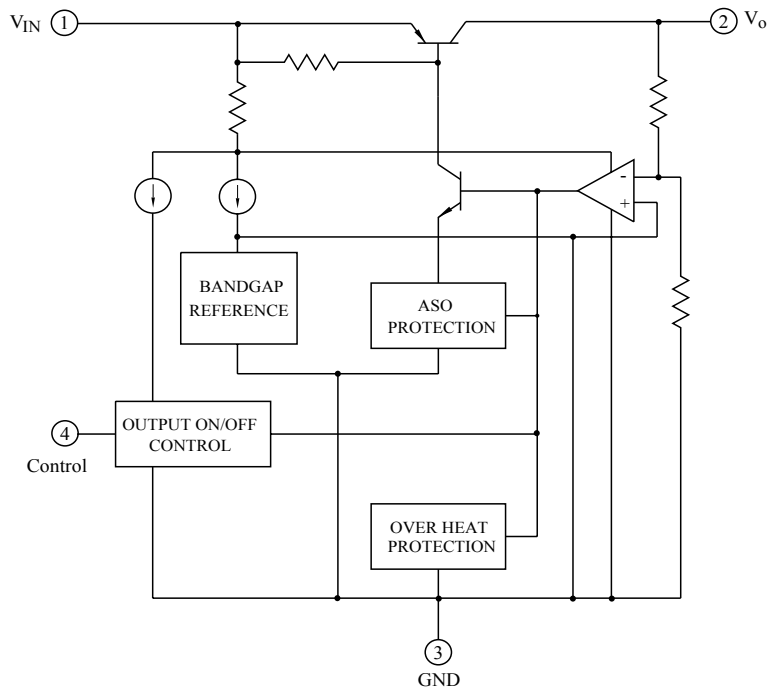 V_IN 1
2 V_o
-
+
BANDGAP
REFERENCE
ASO
PROTECTION
4
Control
OUTPUT ON/OFF
CONTROL
OVER HEAT
PROTECTION
3
GND